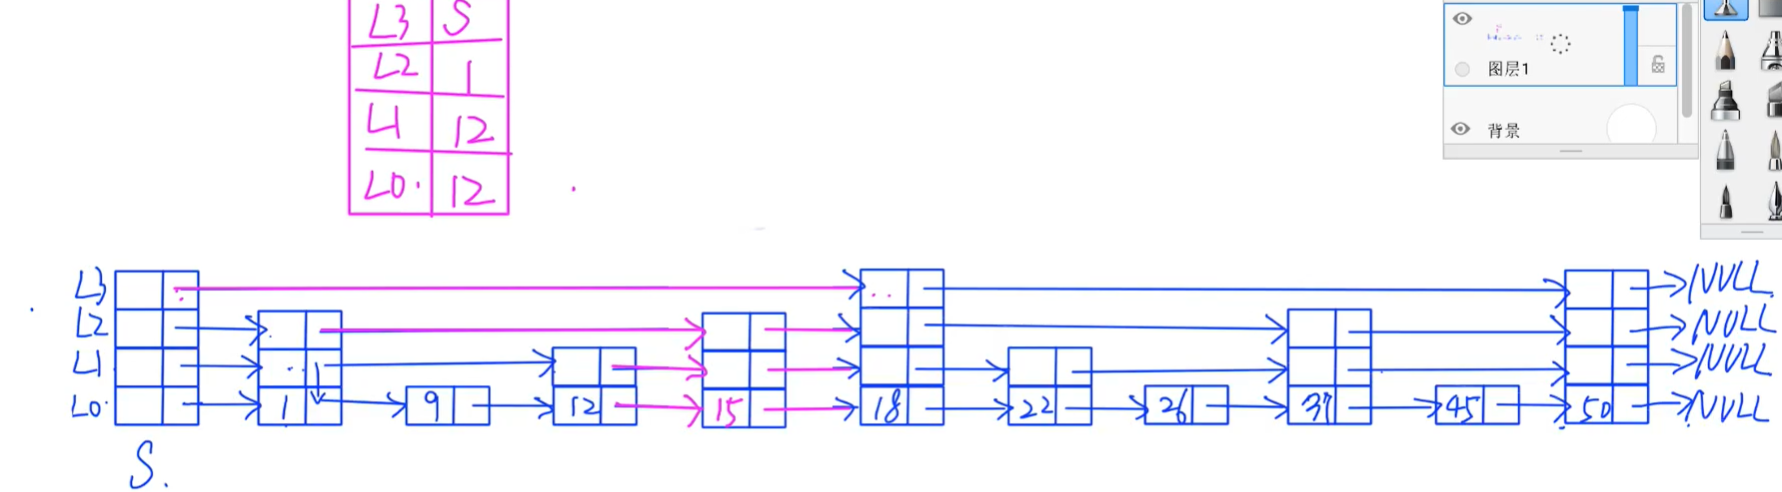 L3 S
L2 1
L1 12
L0. 12
图层1
背景
L3 NULL
L2 NULL
L1 NULL
L0. 1 9 12 15 18 22 26 37 45 50 NULL
S.